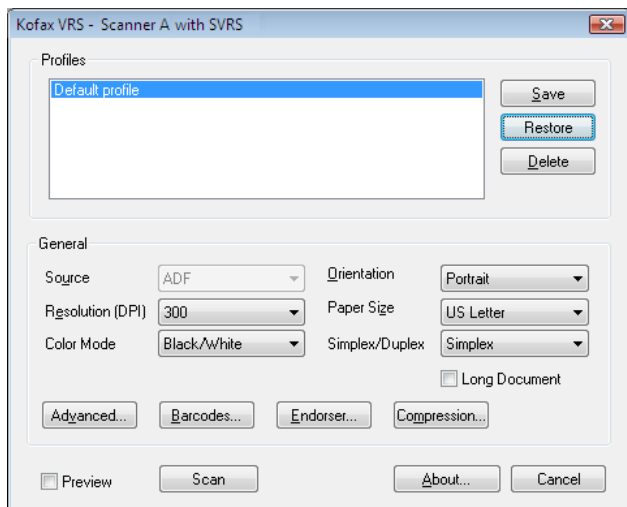 Kofax VRS - Scanner A with SVRS
Profiles
Default profile
Save
Restore
Delete
General
Source ADF Orientation Portrait
Resolution (DPI) 300 Paper Size US Letter
Color Mode Black/White Simplex/Duplex Simplex
Long Document
Advanced... Barcodes... Endorser... Compression...
Preview Scan About... Cancel